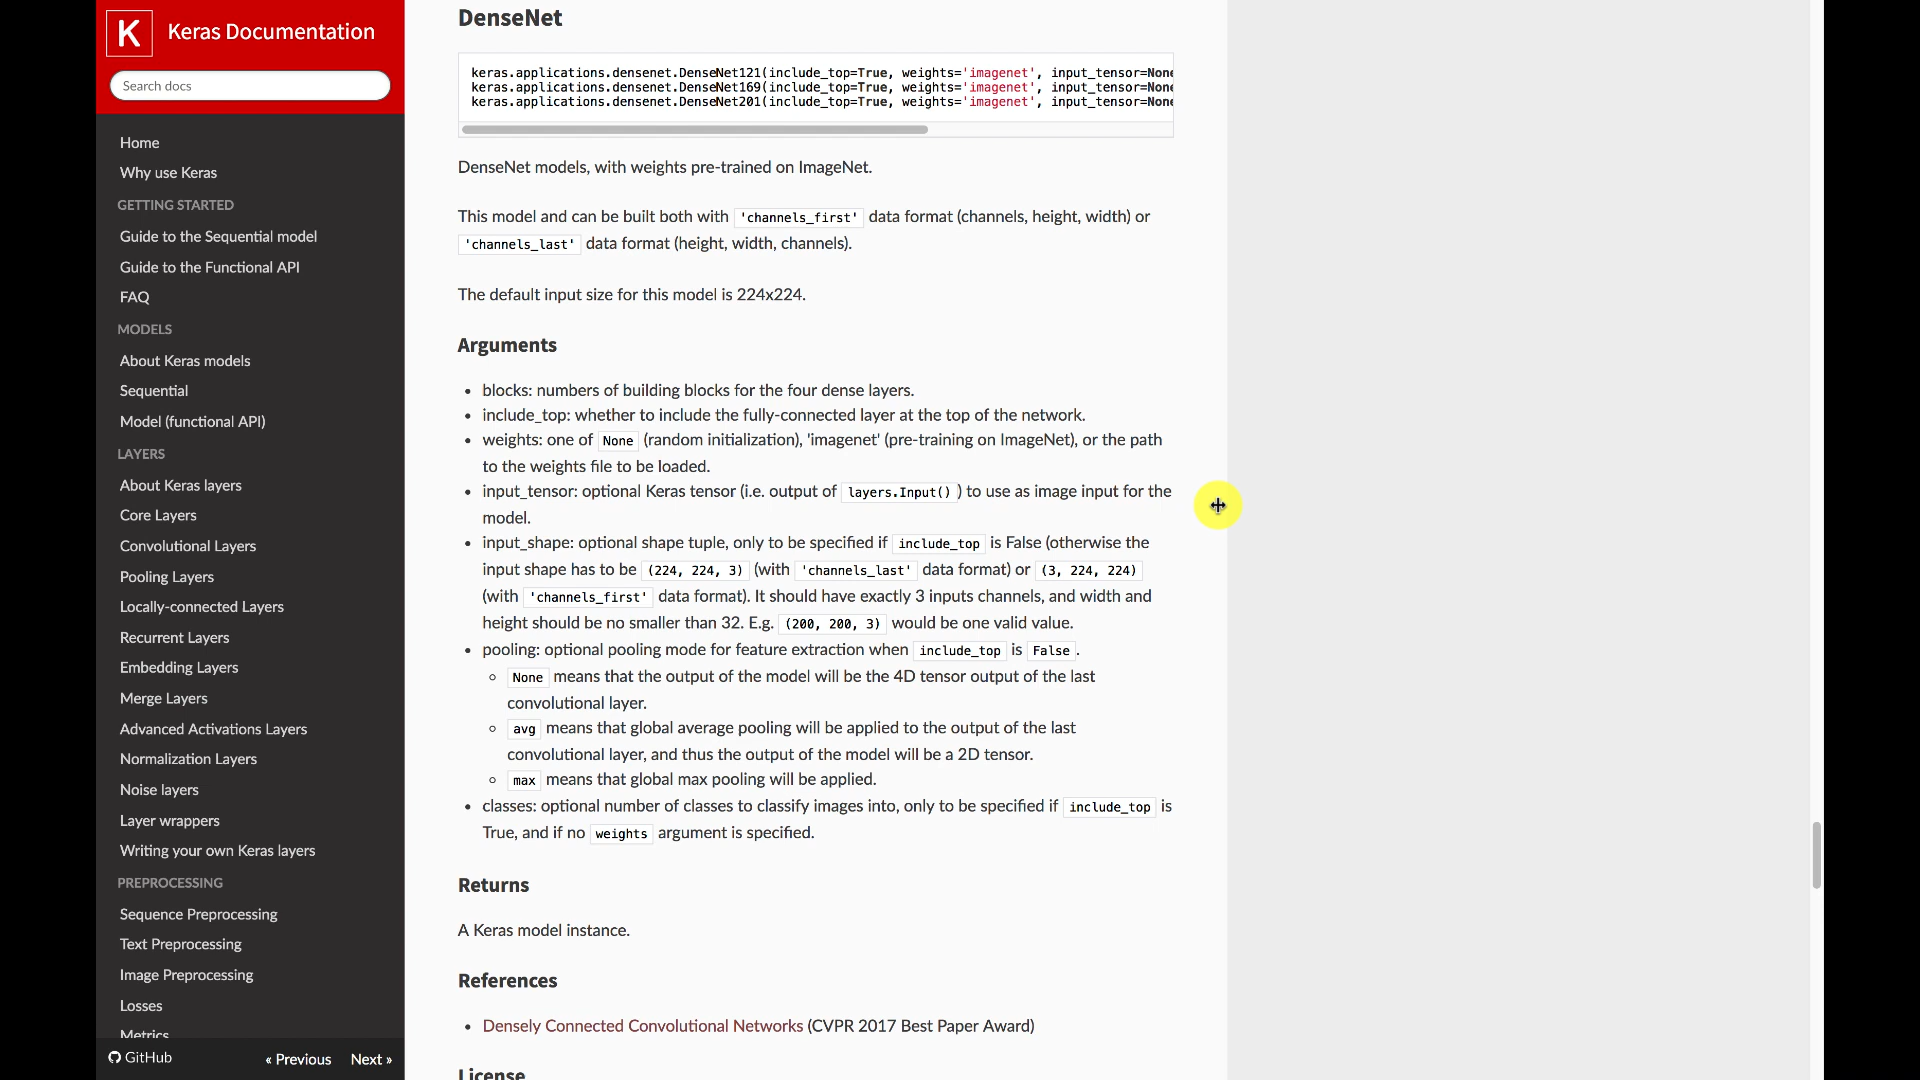 K Keras Documentation
Search docs
Home
Why use Keras
GETTING STARTED
Guide to the Sequential model
Guide to the Functional API
FAQ
MODELS
About Keras models
Sequential
Model (functional API)
LAYERS
About Keras layers
Core Layers
Convolutional Layers
Pooling Layers
Locally-connected Layers
Recurrent Layers
Embedding Layers
Merge Layers
Advanced Activations Layers
Normalization Layers
Noise layers
Layer wrappers
Writing your own Keras layers
PREPROCESSING
Sequence Preprocessing
Text Preprocessing
Image Preprocessing
Losses
Metrics
GitHub « Previous Next »
DenseNet
keras.applications.densenet.DenseNet121(include_top=True, weights='imagenet', input_tensor=None
keras.applications.densenet.DenseNet169(include_top=True, weights='imagenet', input_tensor=None
keras.applications.densenet.DenseNet201(include_top=True, weights='imagenet', input_tensor=None
DenseNet models, with weights pre-trained on ImageNet.
This model and can be built both with 'channels_first' data format (channels, height, width) or
'channels_last' data format (height, width, channels).
The default input size for this model is 224x224.
Arguments
• blocks: numbers of building blocks for the four dense layers.
• include_top: whether to include the fully-connected layer at the top of the network.
• weights: one of None (random initialization), 'imagenet' (pre-training on ImageNet), or the path
to the weights file to be loaded.
• input_tensor: optional Keras tensor (i.e. output of layers.Input() ) to use as image input for the
model.
• input_shape: optional shape tuple, only to be specified if include_top is False (otherwise the
input shape has to be (224, 224, 3) (with 'channels_last' data format) or (3, 224, 224)
(with 'channels_first' data format). It should have exactly 3 inputs channels, and width and
height should be no smaller than 32. E.g. (200, 200, 3) would be one valid value.
• pooling: optional pooling mode for feature extraction when include_top is False .
◦ None means that the output of the model will be the 4D tensor output of the last
convolutional layer.
◦ avg means that global average pooling will be applied to the output of the last
convolutional layer, and thus the output of the model will be a 2D tensor.
◦ max means that global max pooling will be applied.
• classes: optional number of classes to classify images into, only to be specified if include_top is
True, and if no weights argument is specified.
Returns
A Keras model instance.
References
• Densely Connected Convolutional Networks (CVPR 2017 Best Paper Award)
License